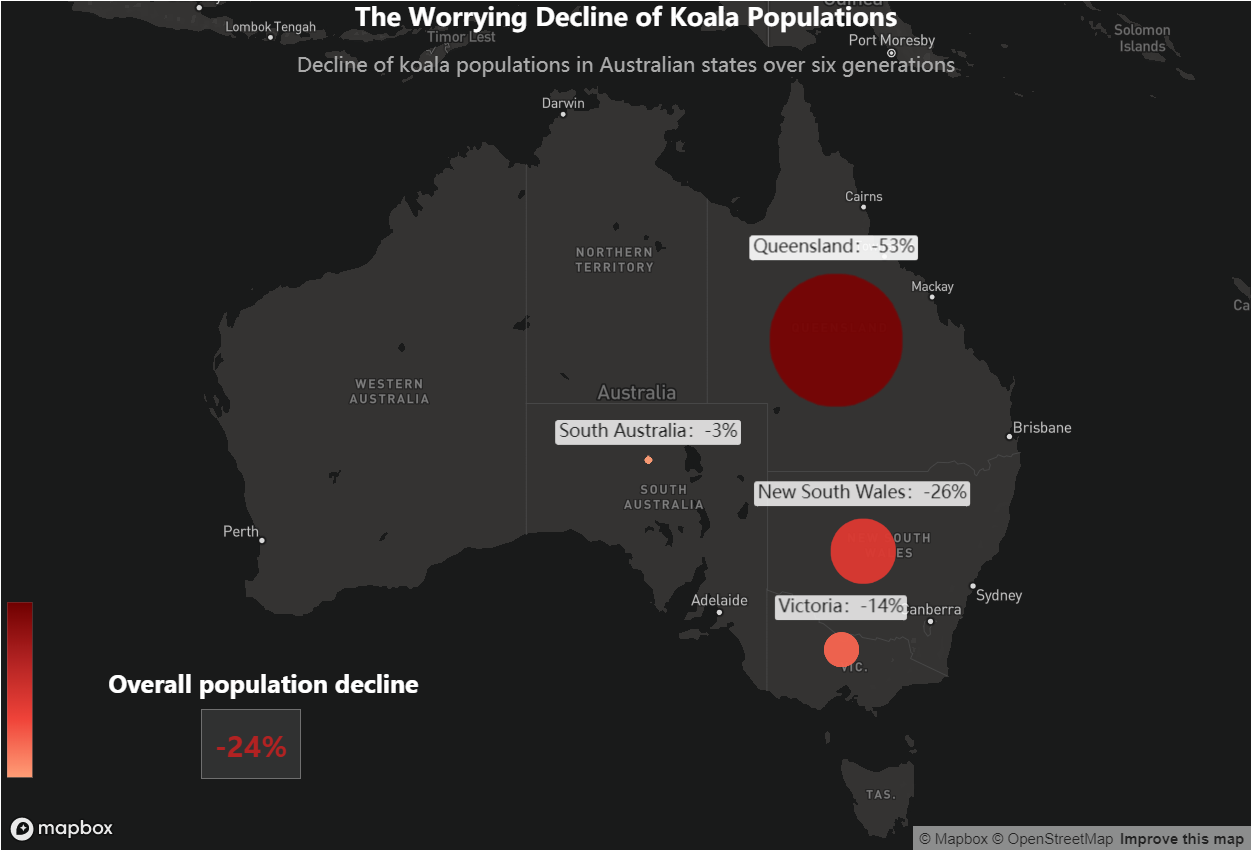 The Worrying Decline of Koala Populations
Lombok Tengah
Timor Lest
Port Moresby
Solomon
Islands
Decline of koala populations in Australian states over six generations
Darwin
Cairns
Queensland: -53%
NORTHERN
TERRITORY
Mackay
WESTERN
AUSTRALIA
Australia
South Australia: -3%
Brisbane
SOUTH
AUSTRALIA
New South Wales: -26%
Perth
Adelaide
Victoria: -14%
Sydney
VIC.
Overall population decline
-24%
TAS.
mapbox
© Mapbox © OpenStreetMap Improve this map